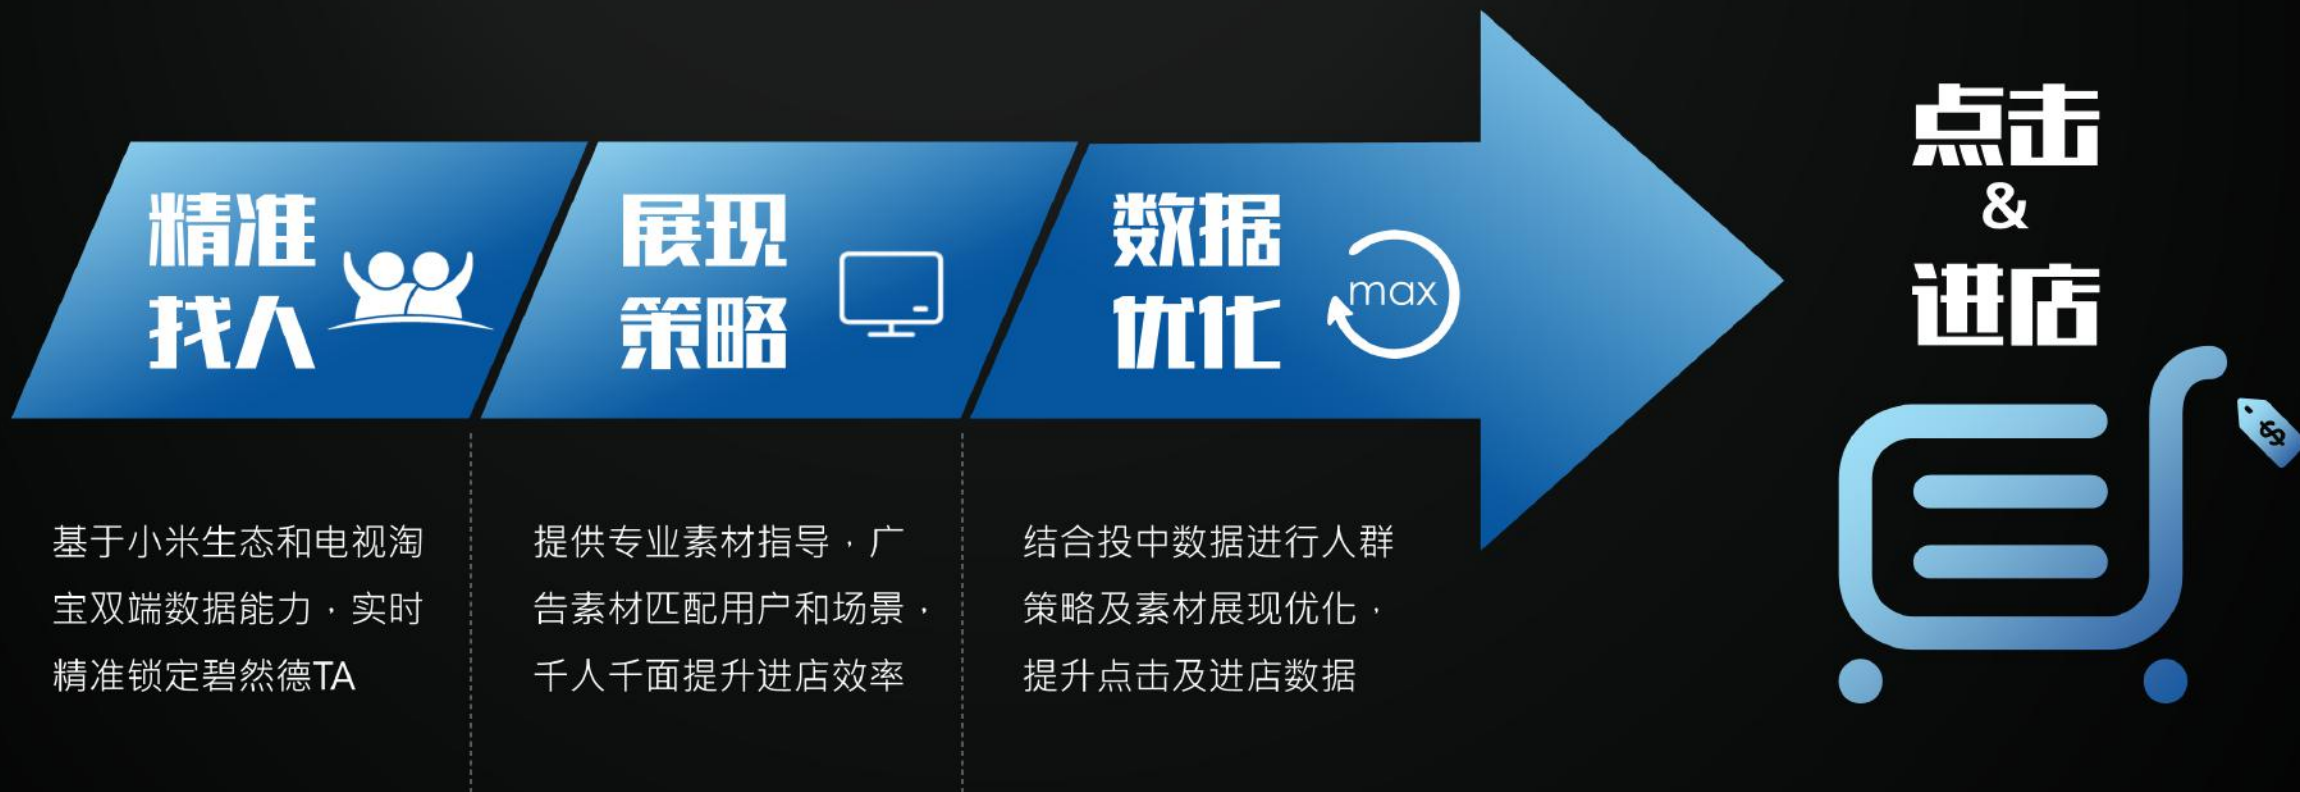 精准
找人
展现
策略
数据
优化
max
点击
&
进店
$
基于小米生态和电视淘
宝双端数据能力，实时
精准锁定碧然德TA
提供专业素材指导，广
告素材匹配用户和场景，
千人千面提升进店效率
结合投中数据进行人群
策略及素材展现优化，
提升点击及进店数据